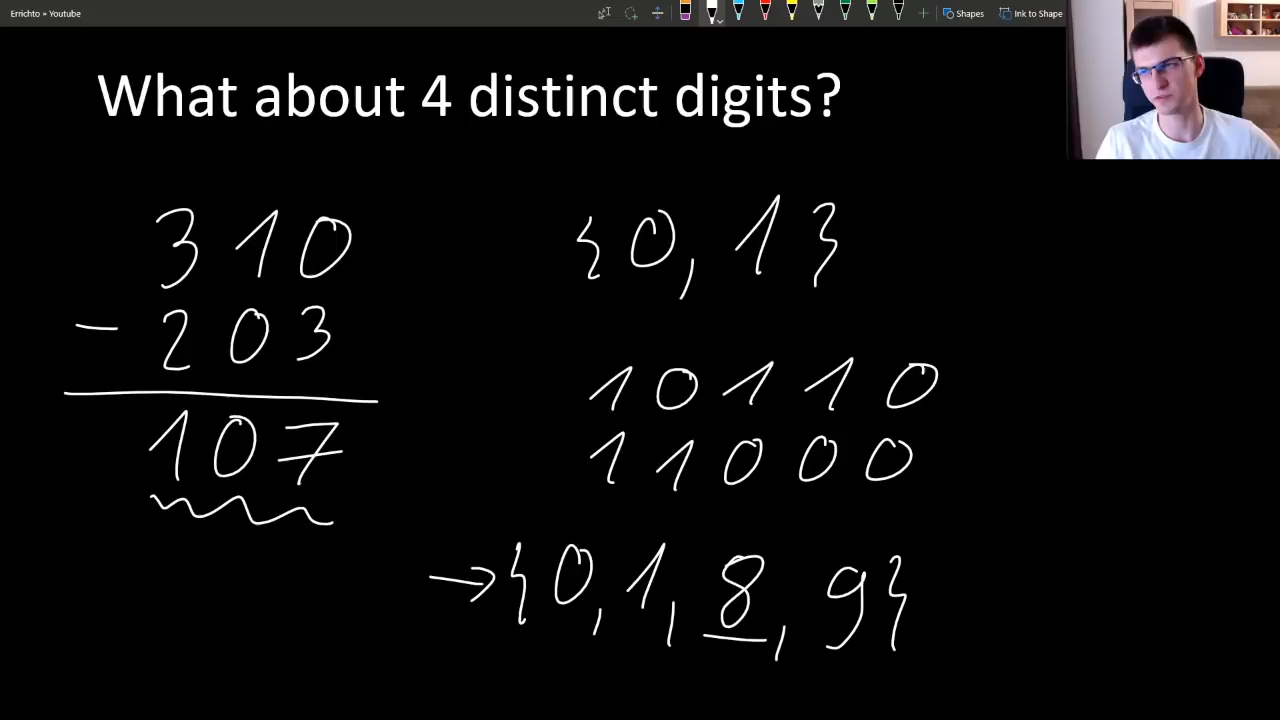 Errichto » Youtube
Shapes
Ink to Shape
What about 4 distinct digits?
310
- 203
107
{0, 1}
10110
11000
→ {0, 1, 8, 9}